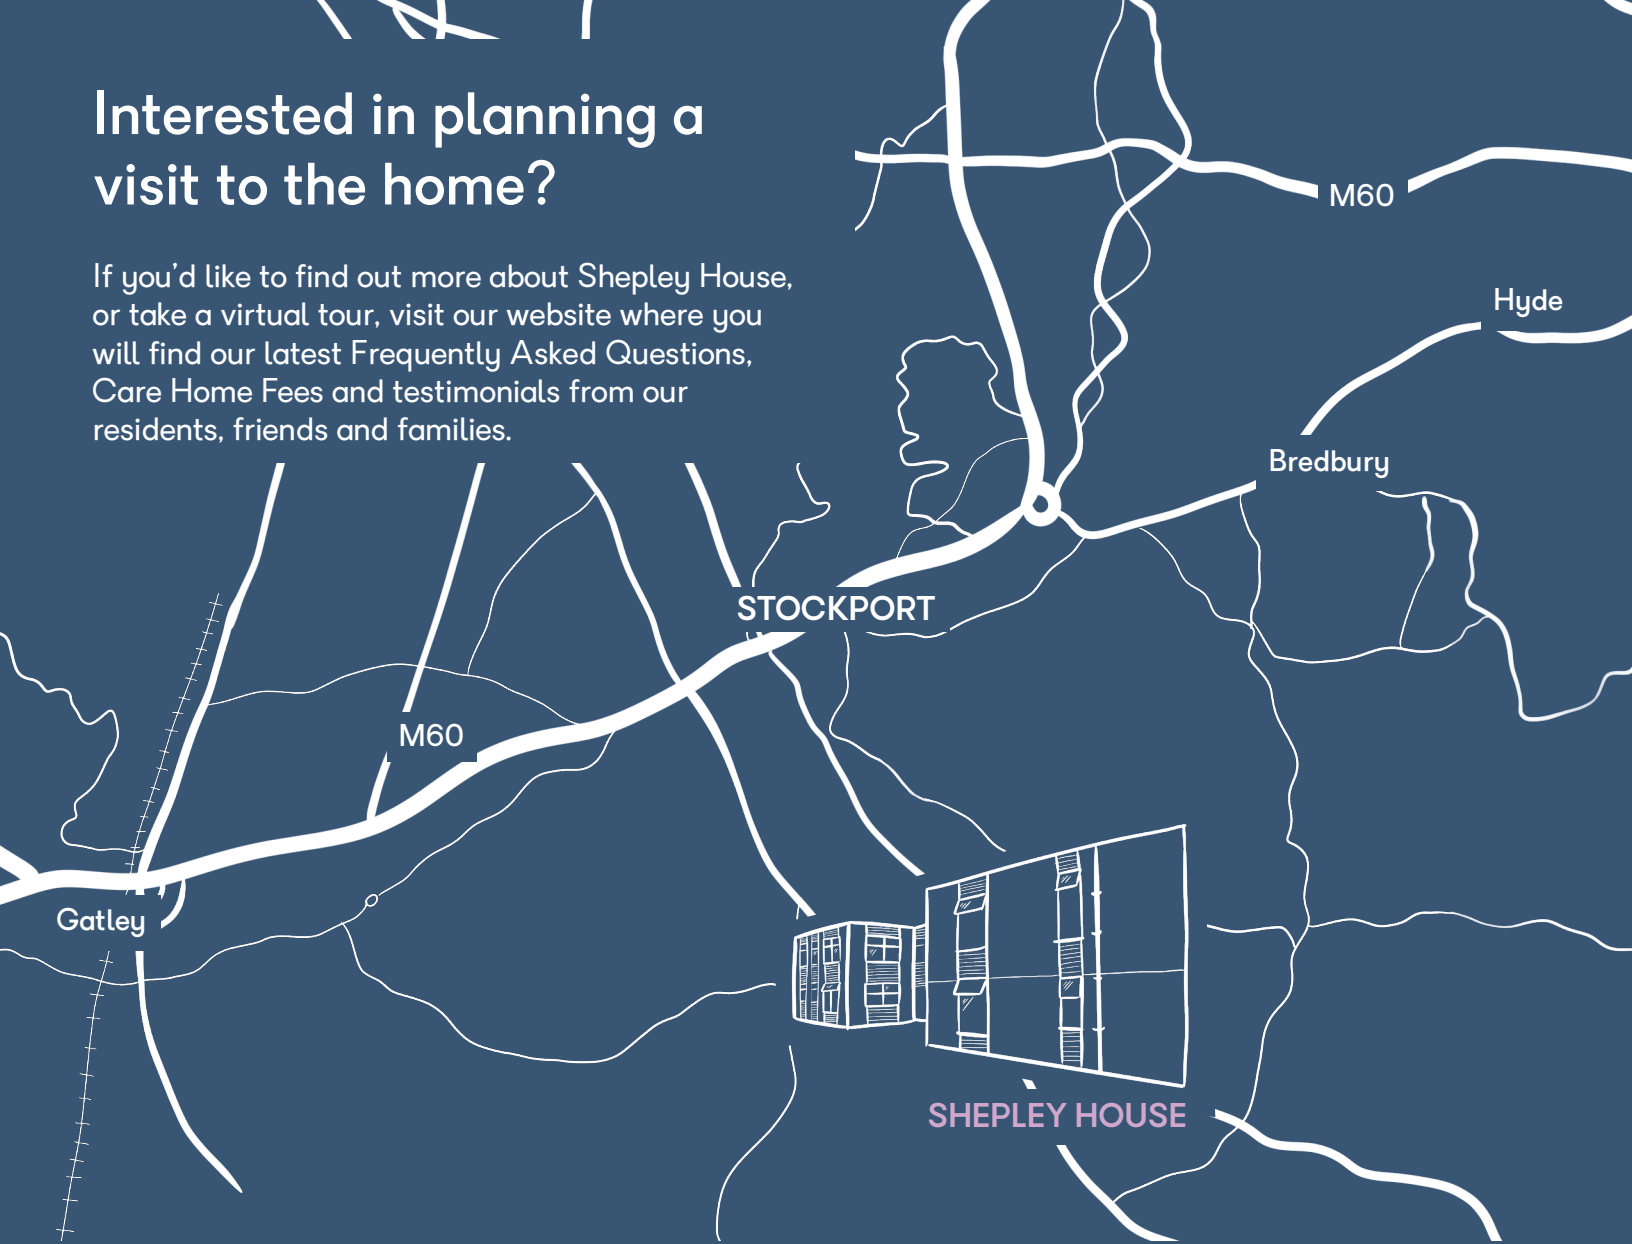 Interested in planning a
visit to the home?
If you’d like to find out more about Shepley House,
or take a virtual tour, visit our website where you
will find our latest Frequently Asked Questions,
Care Home Fees and testimonials from our
residents, friends and families.
M60
Hyde
Bredbury
STOCKPORT
M60
Gatley
SHEPLEY HOUSE